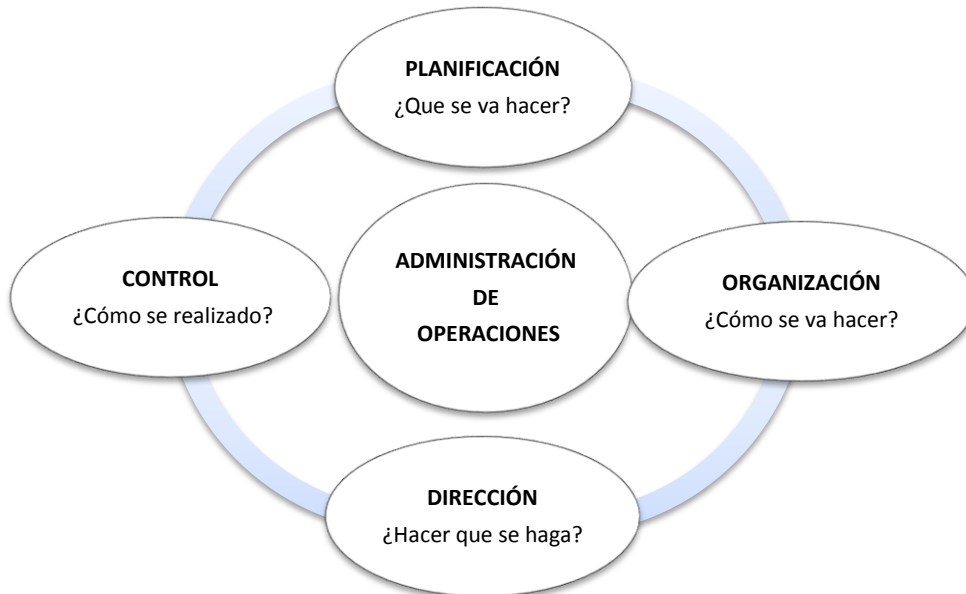 PLANIFICACIÓN
¿Que se va hacer?
CONTROL
¿Cómo se realizado?
ADMINISTRACIÓN
DE
OPERACIONES
ORGANIZACIÓN
¿Cómo se va hacer?
DIRECCIÓN
¿Hacer que se haga?